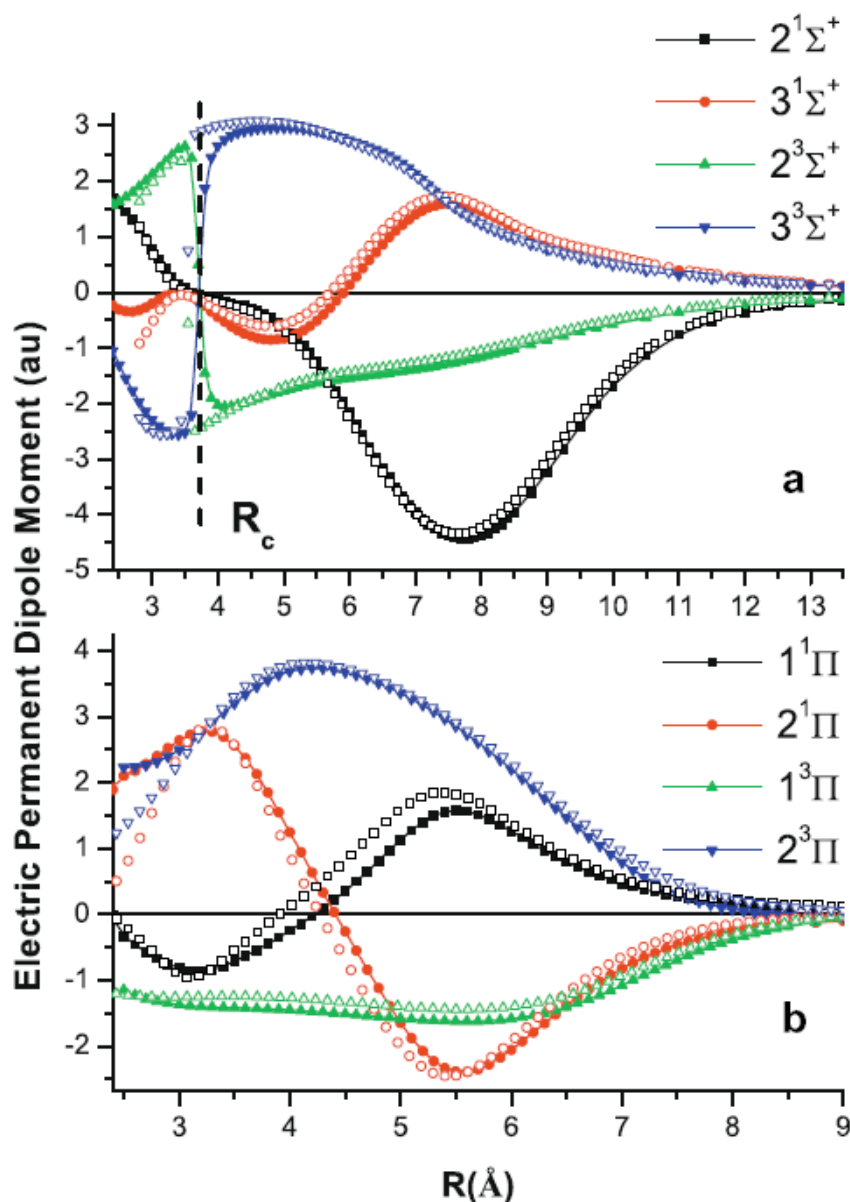 2¹Σ⁺
3¹Σ⁺
2³Σ⁺
3³Σ⁺
3
2
1
0
-1
-2
-3
-4
-5
R_c
a
3 4 5 6 7 8 9 10 11 12 13
Electric Permanent Dipole Moment (au)
1¹Π
2¹Π
1³Π
2³Π
4
3
2
1
0
-1
-2
b
3 4 5 6 7 8 9
R(Å)